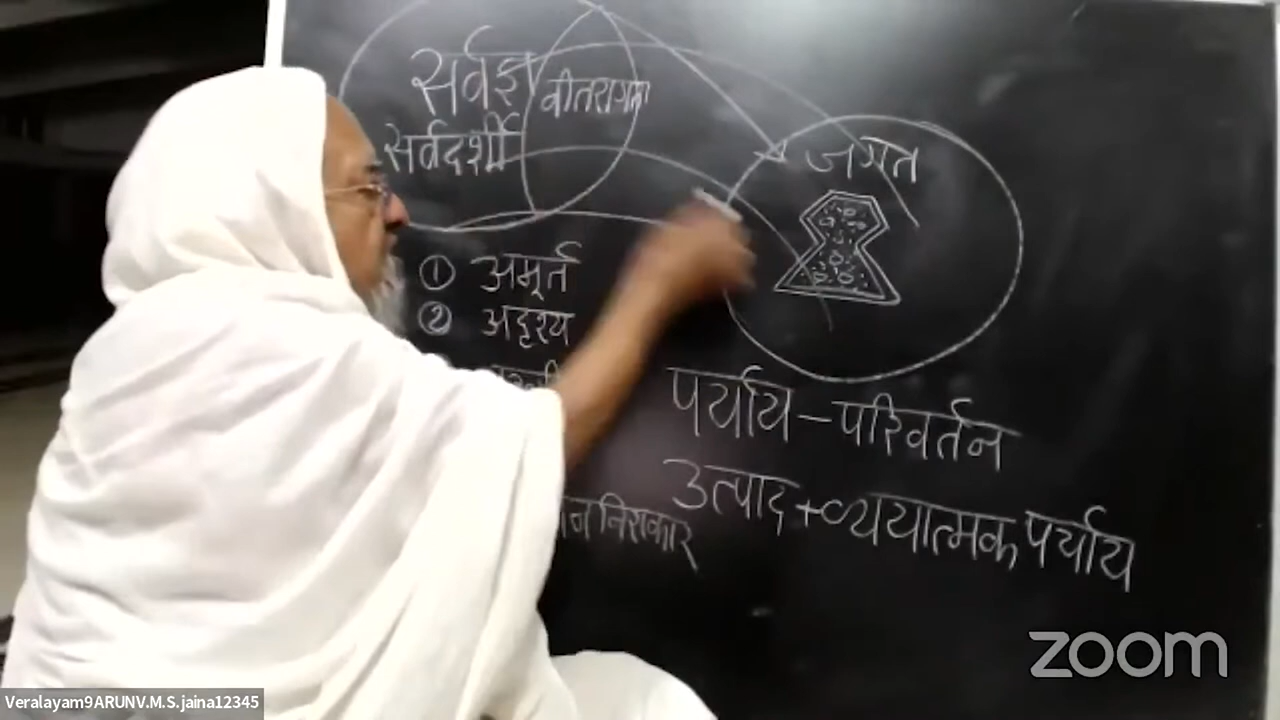 सर्वज्ञ वीतरागता
सर्वदर्शी
जगत
① अमूर्त
② अदृश्य
पर्याय-परिवर्तन
उत्पाद+व्ययात्मक पर्याय
निराकार
zoom
Veralayam9ARUNV.M.S.jaina12345